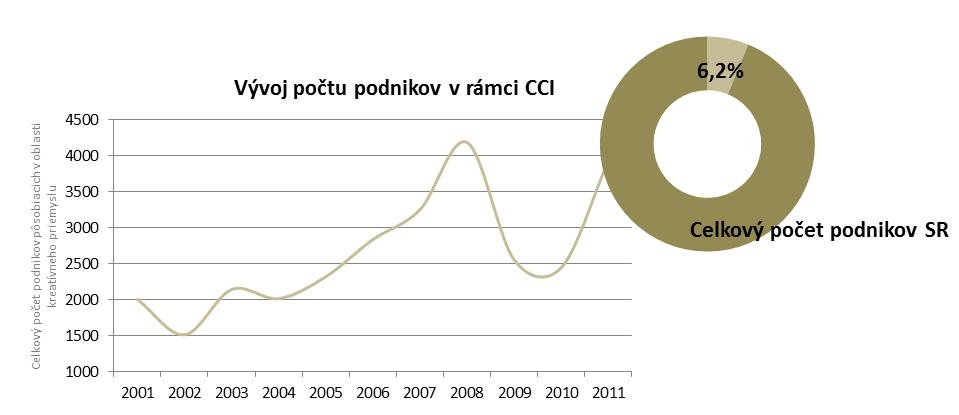 Vývoj počtu podnikov v rámci CCI
6,2%
Celkový počet podnikov SR
Celkový počet podnikov pôsobiacich v oblasti
kreatívneho priemyslu
4500
4000
3500
3000
2500
2000
1500
1000
2001 2002 2003 2004 2005 2006 2007 2008 2009 2010 2011